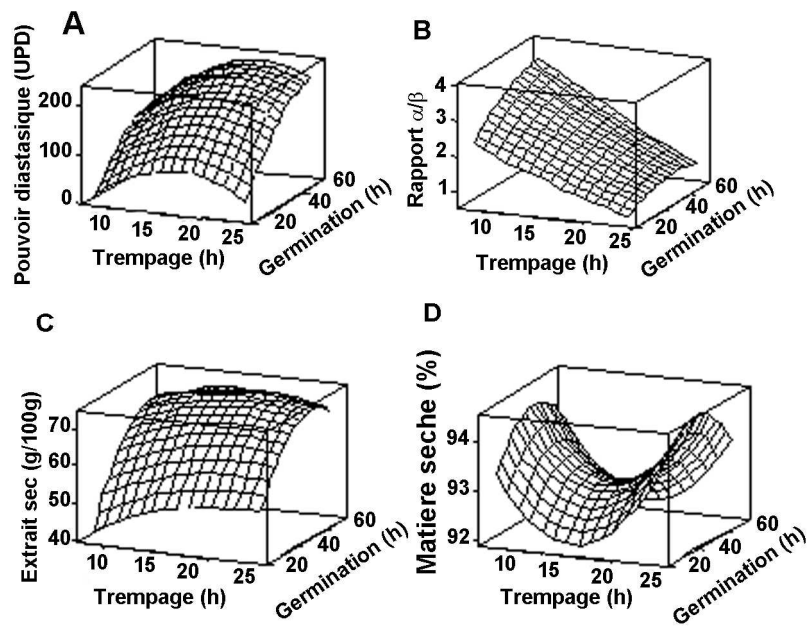 A
Pouvoir diastasique (UPD)
200
100
0
10 15 20 25
Trempage (h)
20 40 60
Germination (h)
B
Rapport α/β
4
3
2
1
10 15 20 25
Trempage (h)
20 40 60
Germination (h)
C
Extrait sec (g/100g)
70
60
50
40
10 15 20 25
Trempage (h)
20 40 60
Germination (h)
D
Matiere seche (%)
94
93
92
10 15 20 25
Trempage (h)
20 40 60
Germination (h)